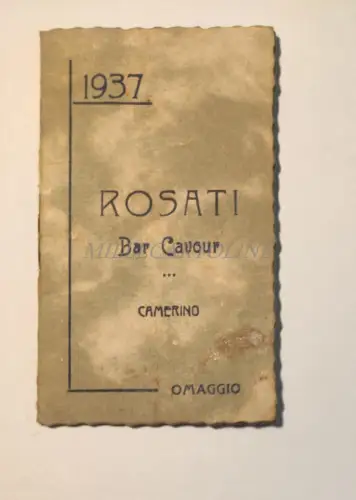 1937
ROSATI
Bar Cavour
...
CAMERINO
OMAGGIO